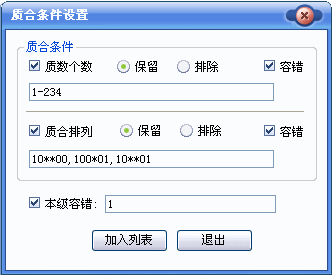 质合条件设置
质合条件
质数个数 保留 排除 容错
1-234
质合排列 保留 排除 容错
10**00,100*01,10**01
本级容错: 1
加入列表 退出